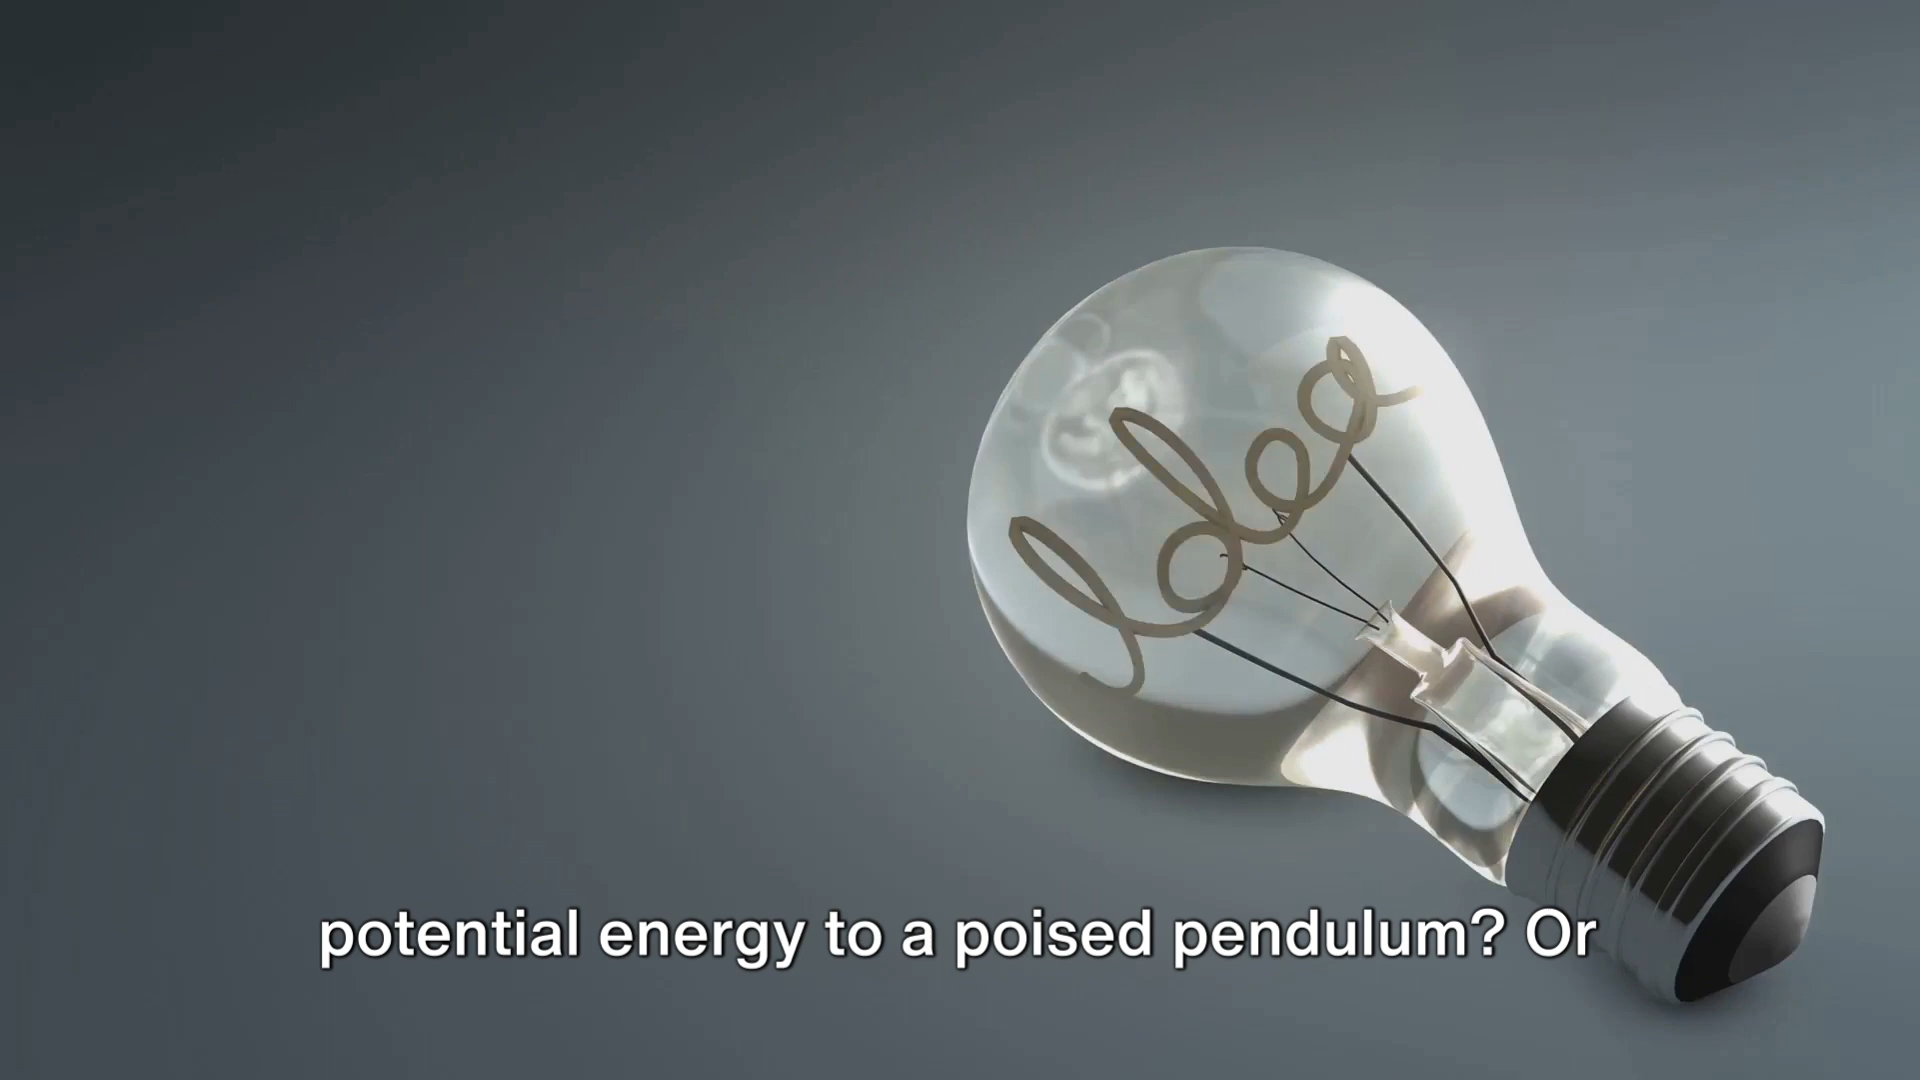 Idea
potential energy to a poised pendulum? Or